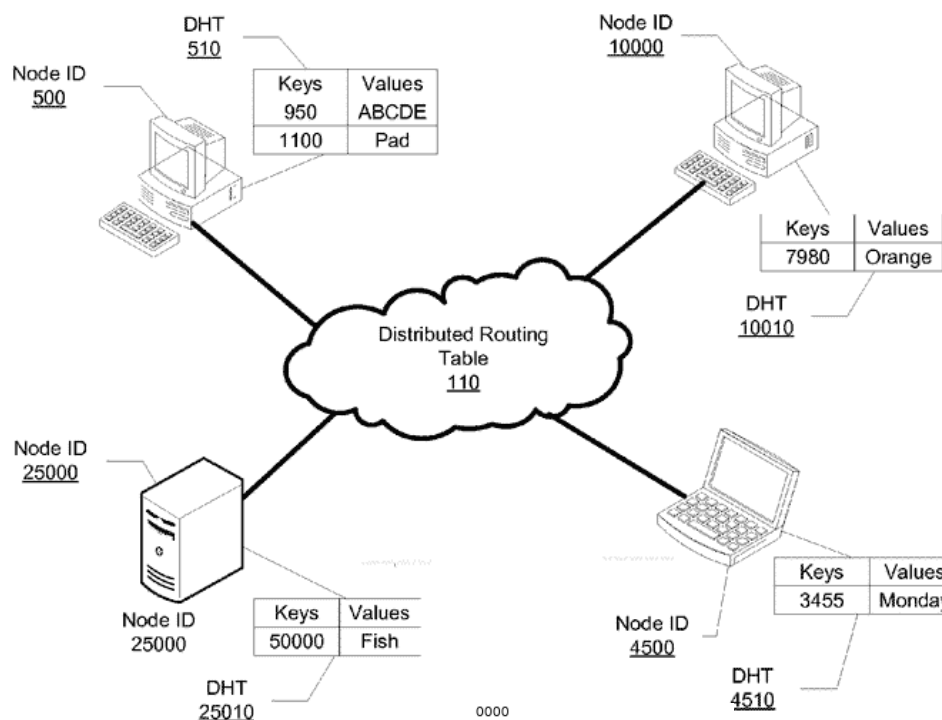 DHT
510
Node ID
500
Keys Values
950 ABCDE
1100 Pad
Node ID
10000
Keys Values
7980 Orange
DHT
10010
Distributed Routing
Table
110
Node ID
25000
Node ID
25000
Keys Values
50000 Fish
DHT
25010
Keys Values
3455 Monday
Node ID
4500
DHT
4510
0000